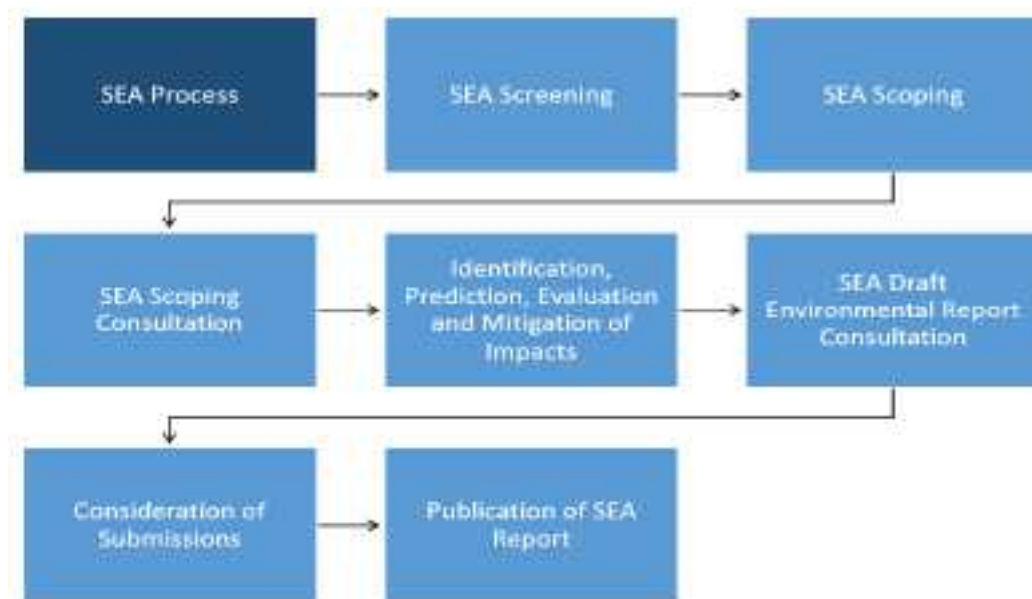 SEA Process
SEA Screening
SEA Scoping
SEA Scoping
Consultation
Identification,
Prediction, Evaluation
and Mitigation of
Impacts
SEA Draft
Environmental Report
Consultation
Consideration of
Submissions
Publication of SEA
Report